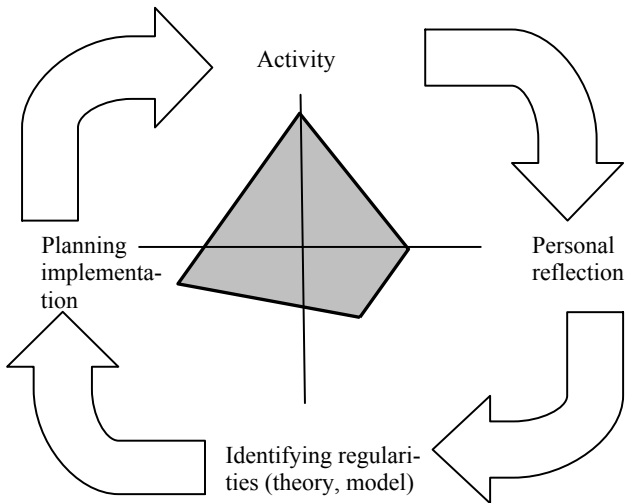 Activity
Planning
implementa-
tion
Personal
reflection
Identifying regulari-
ties (theory, model)